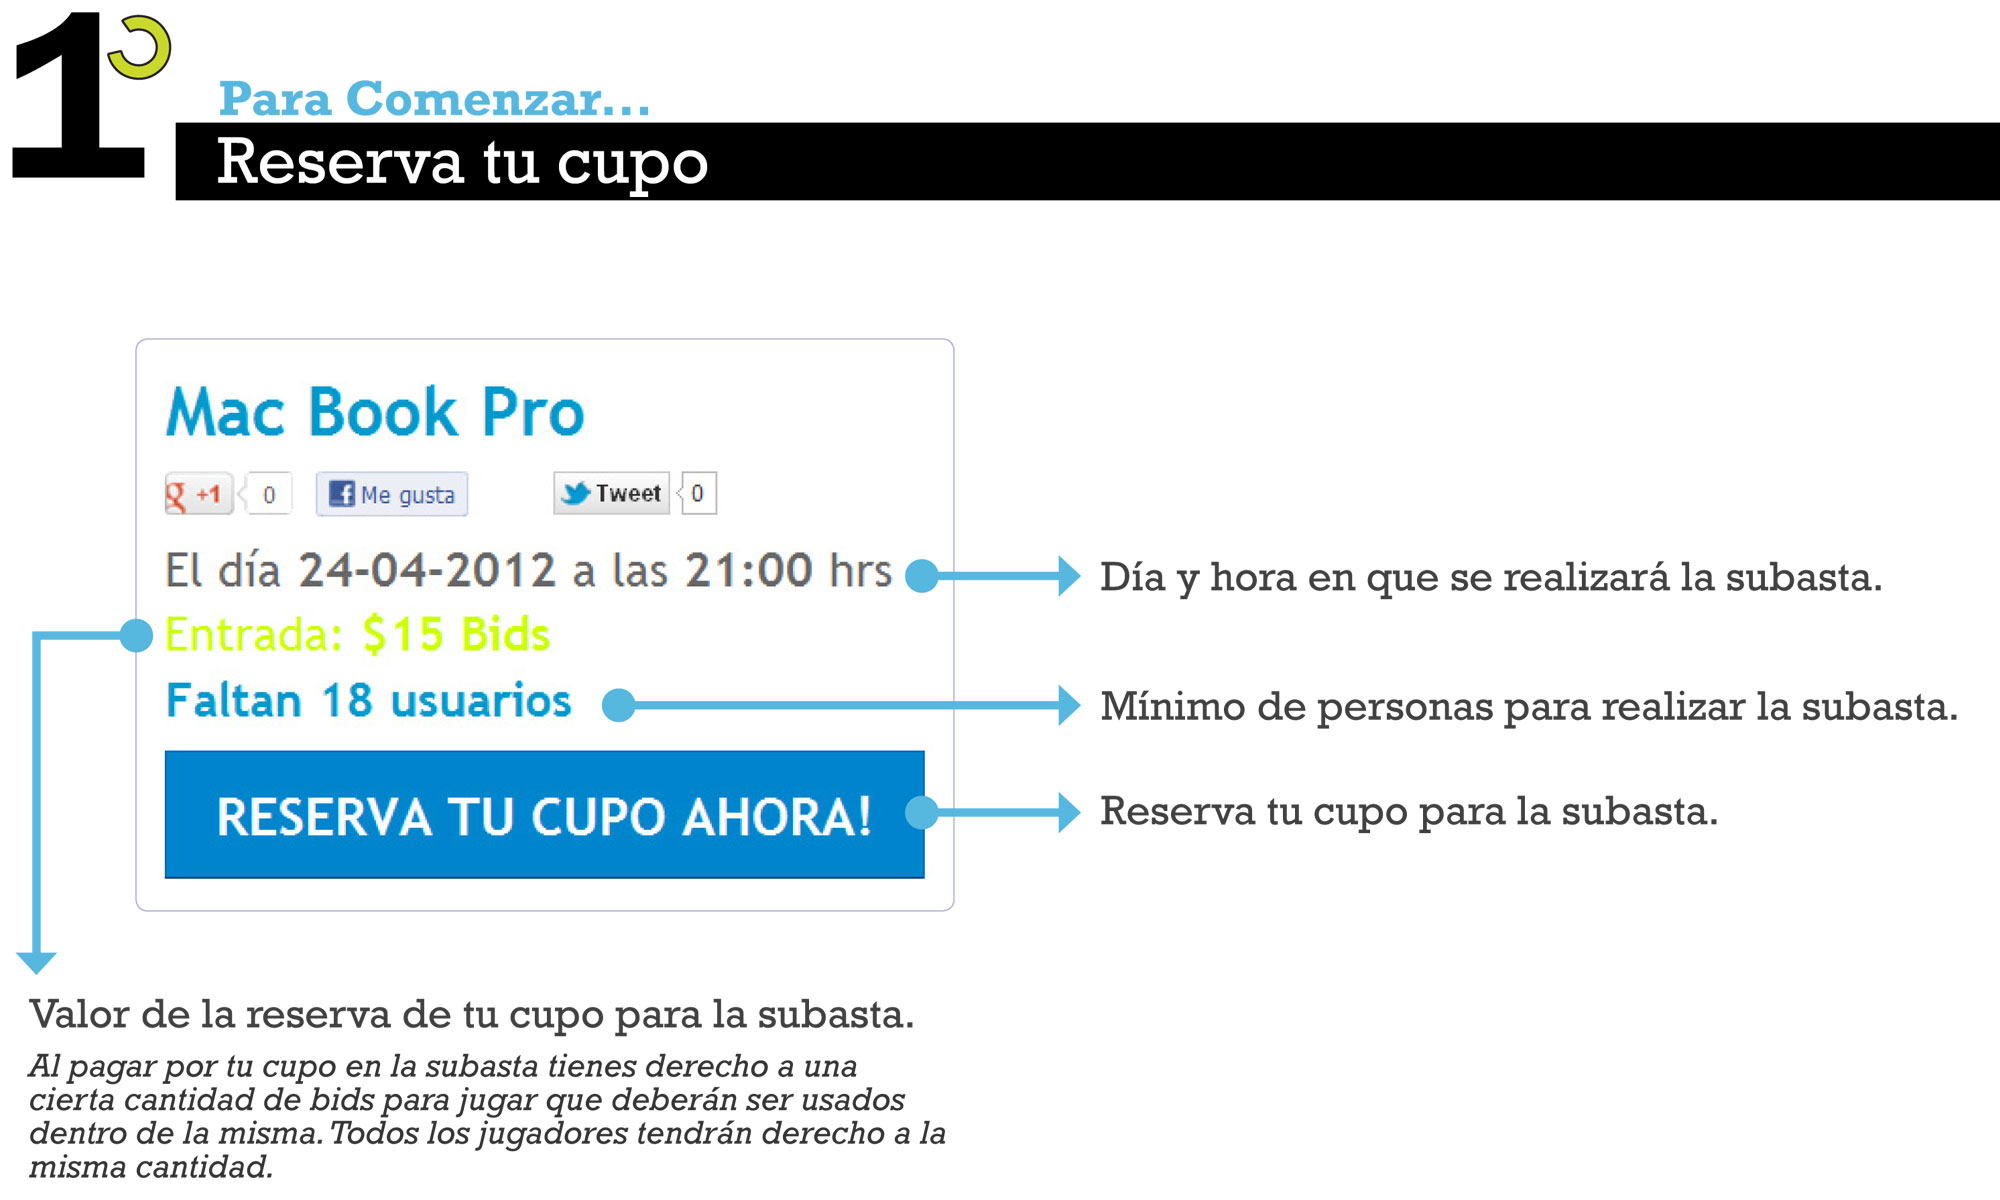 1
Para Comenzar...
Reserva tu cupo
Mac Book Pro
g +1 0 f Me gusta Tweet 0
El día 24-04-2012 a las 21:00 hrs
Día y hora en que se realizará la subasta.
Entrada: $15 Bids
Faltan 18 usuarios
Mínimo de personas para realizar la subasta.
RESERVA TU CUPO AHORA!
Reserva tu cupo para la subasta.
Valor de la reserva de tu cupo para la subasta.
Al pagar por tu cupo en la subasta tienes derecho a una
cierta cantidad de bids para jugar que deberán ser usados
dentro de la misma. Todos los jugadores tendrán derecho a la
misma cantidad.